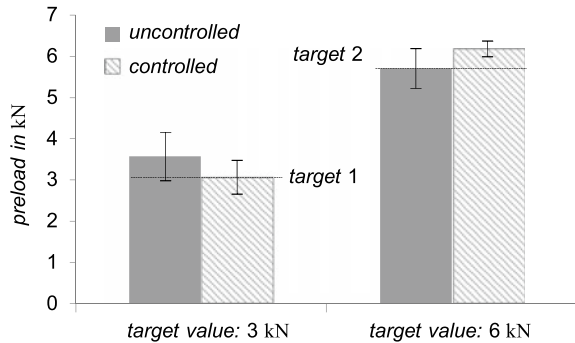 7
6
5
4
3
2
1
0
preload in kN
uncontrolled
controlled
target 1
target 2
target value: 3 kN
target value: 6 kN